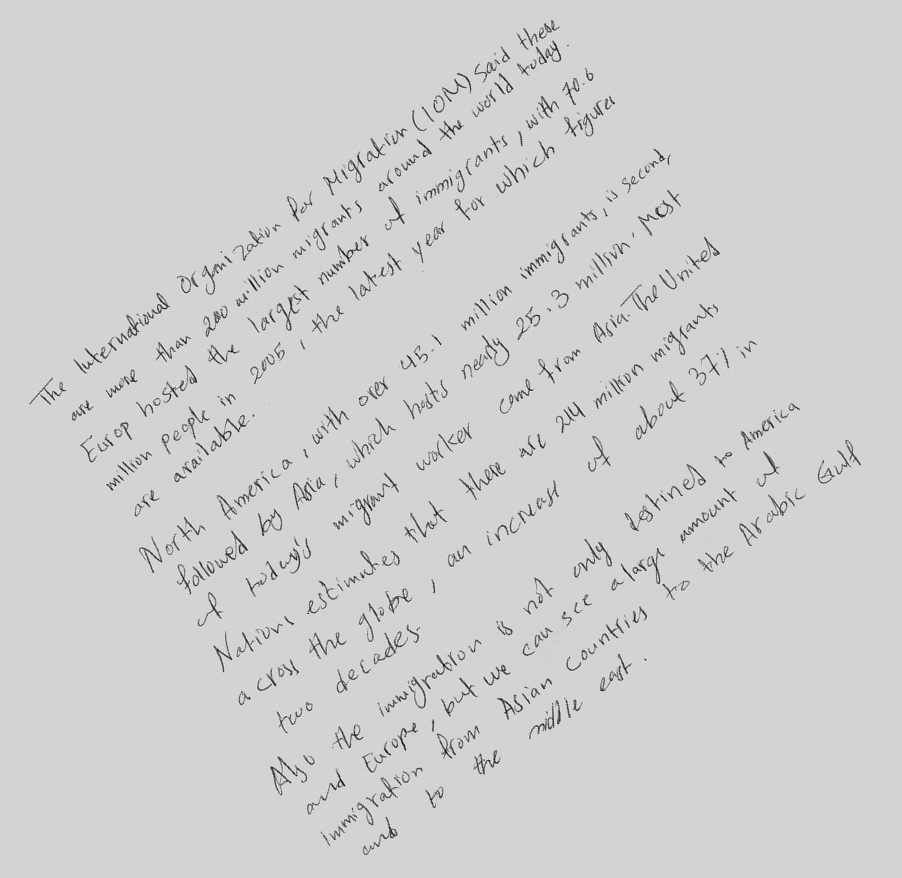 The International Organization for Migration (IOM) said there
are more than 200 million migrants around the world today.
Europ hosted the largest number of immigrants, with 70.6
million people in 2005, the latest year for which figures
are available.
North America, with over 45.1 million immigrants, is second,
followed by Asia, which hosts nearly 25.3 million. Most
of today's migrant worker come from Asia. The United
Nations estimates that there are 214 million migrants
across the globe, an increase of about 37% in
two decades.
Also the immigration is not only destined to America
and Europe, but we can see a large amount of
immigration from Asian countries to the Arabic Gulf
and to the middle east.